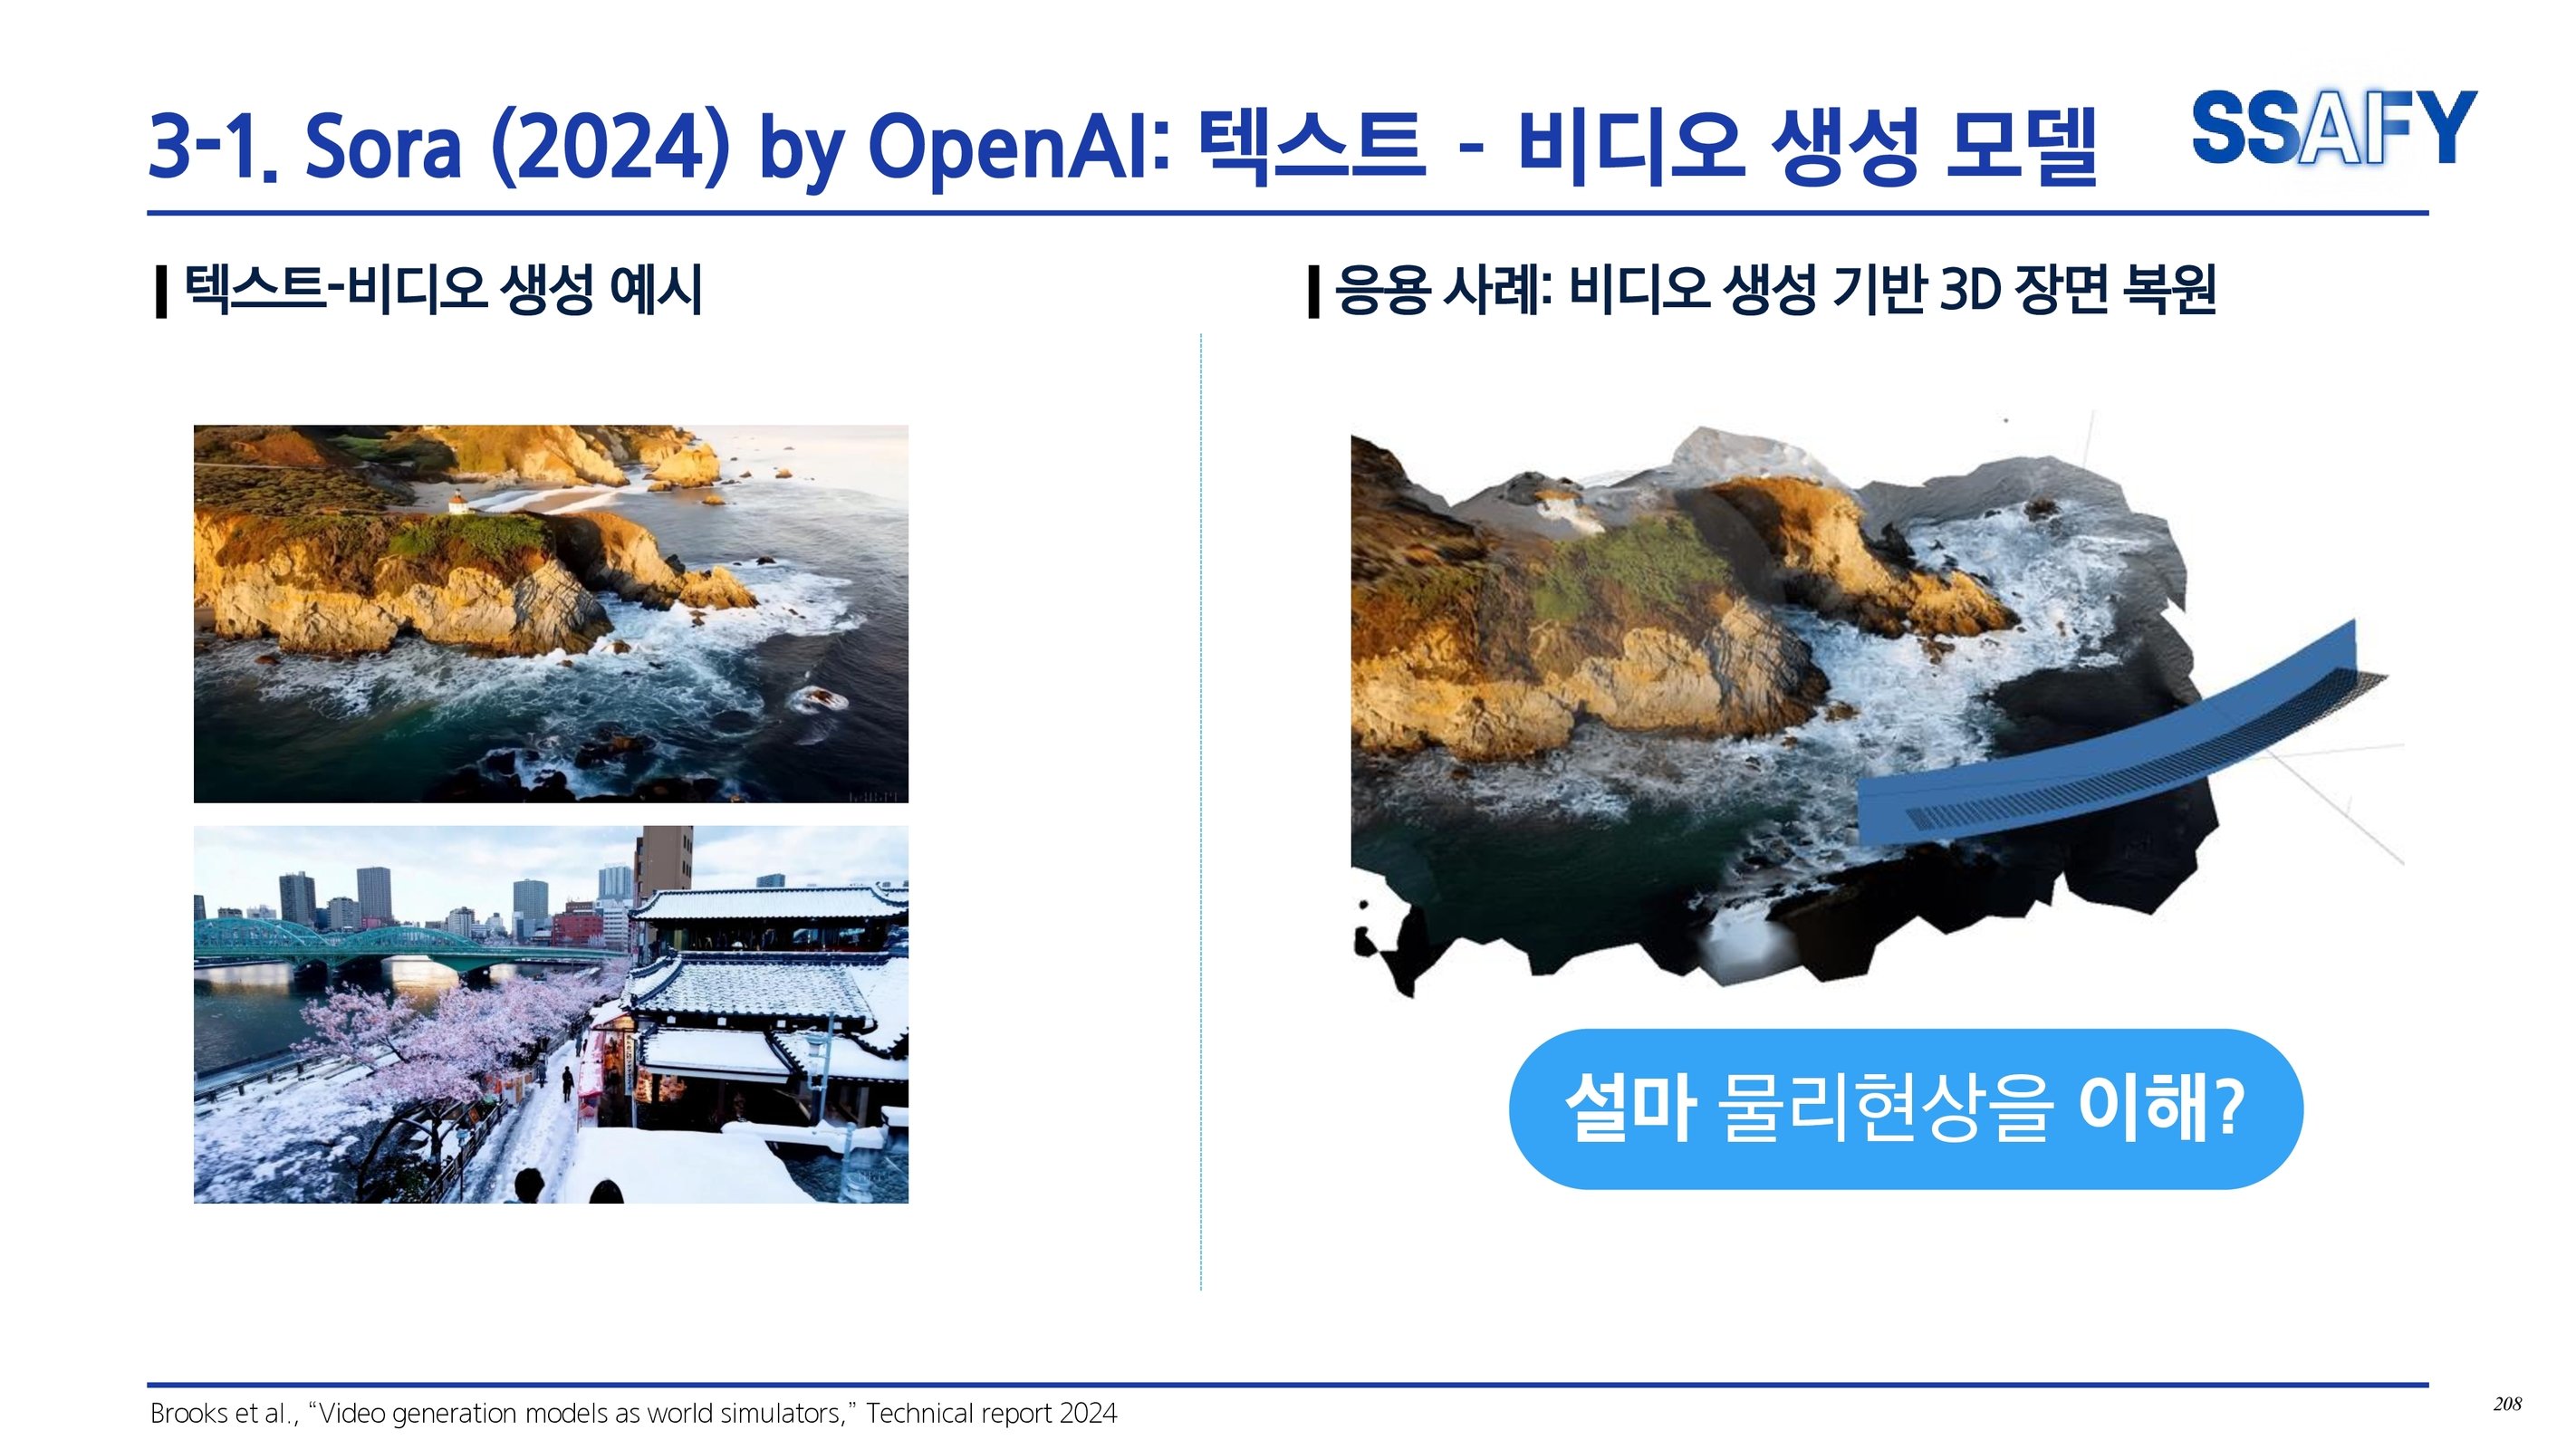 3-1. Sora (2024) by OpenAI: 텍스트 - 비디오 생성 모델
SSAFY
텍스트-비디오 생성 예시
응용 사례: 비디오 생성 기반 3D 장면 복원
설마 물리현상을 이해?
Brooks et al., “Video generation models as world simulators,” Technical report 2024
208